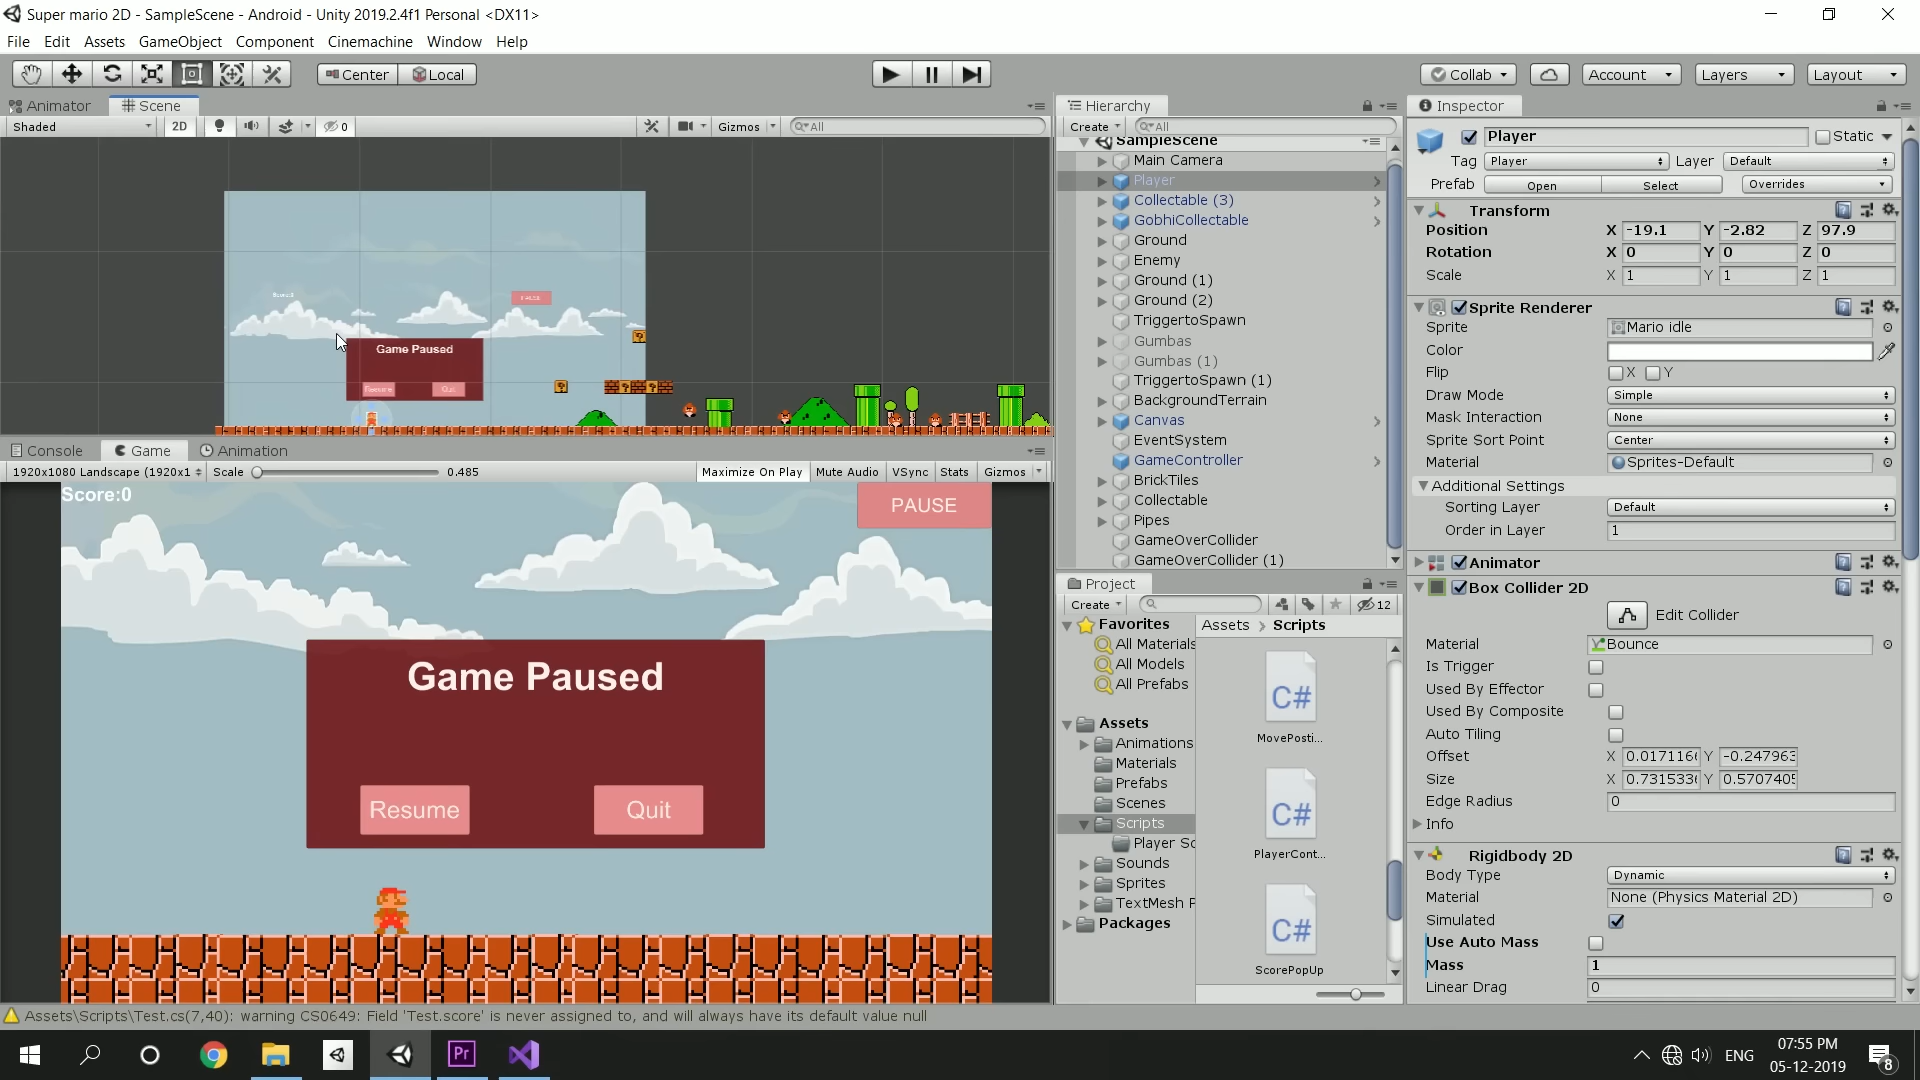 Super mario 2D - SampleScene - Android - Unity 2019.2.4f1 Personal <DX11>
File Edit Assets GameObject Component Cinemachine Window Help
Center Local Collab Account Layers Layout
Animator Scene
Shaded 2D 0 Gizmos All
Game Paused
Console Game Animation
1920x1080 Landscape (1920x1 Scale 0.485 Maximize On Play Mute Audio VSync Stats Gizmos
Score:0
PAUSE
Game Paused
Resume Quit
Hierarchy
Create All
SampleScene
Main Camera
Player
Collectable (3)
GobhiCollectable
Ground
Enemy
Ground (1)
Ground (2)
TriggertoSpawn
Gumbas
Gumbas (1)
TriggertoSpawn (1)
BackgroundTerrain
Canvas
EventSystem
GameController
BrickTiles
Collectable
Pipes
GameOverCollider
GameOverCollider (1)
Project
Create 12
Favorites
All Materials
All Models
All Prefabs
Assets
Animations
Materials
Prefabs
Scenes
Scripts
Player Sc
Sounds
Sprites
TextMesh P
Packages
Assets > Scripts
C#
MovePosti...
C#
PlayerCont...
C#
ScorePopUp
Inspector
Player Static
Tag Player Layer Default
Prefab Open Select Overrides
Transform
Position X -19.1 Y -2.82 Z 97.9
Rotation X 0 Y 0 Z 0
Scale X 1 Y 1 Z 1
Sprite Renderer
Sprite Mario idle
Color
Flip X Y
Draw Mode Simple
Mask Interaction None
Sprite Sort Point Center
Material Sprites-Default
Additional Settings
Sorting Layer Default
Order in Layer 1
Animator
Box Collider 2D
Edit Collider
Material Bounce
Is Trigger
Used By Effector
Used By Composite
Auto Tiling
Offset X 0.0171166 Y -0.247963
Size X 0.7315336 Y 0.5707405
Edge Radius 0
Info
Rigidbody 2D
Body Type Dynamic
Material None (Physics Material 2D)
Simulated
Use Auto Mass
Mass 1
Linear Drag 0
Assets\Scripts\Test.cs(7,40): warning CS0649: Field 'Test.score' is never assigned to, and will always have its default value null
Pr
ENG
07:55 PM
05-12-2019
8